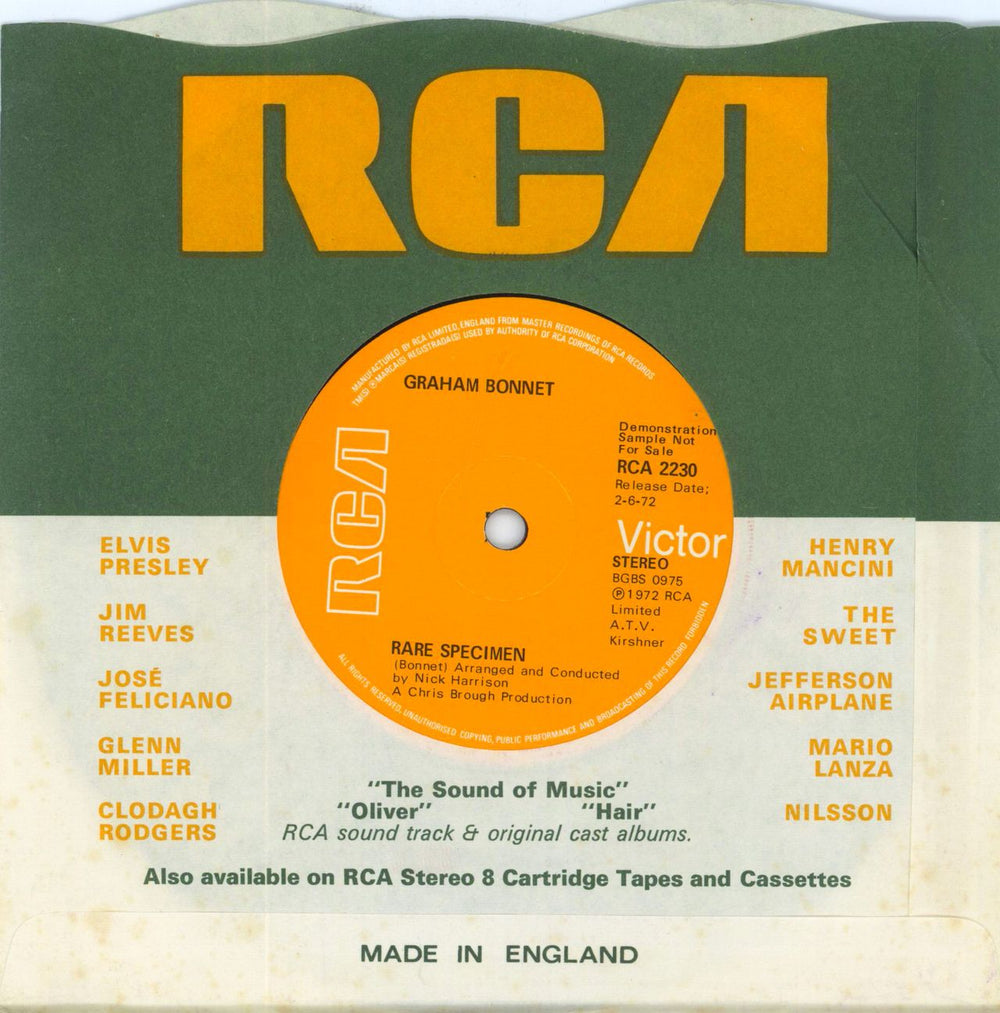 RCA
MANUFACTURED BY RCA LIMITED, ENGLAND FROM MASTER RECORDINGS OF RCA RECORDS
TM(S) ® MARCA(S) REGISTRADA(S) USED BY AUTHORITY OF RCA CORPORATION
GRAHAM BONNET
Demonstration
Sample Not
For Sale
RCA 2230
Release Date;
2-6-72
RCA
Victor
STEREO
BGBS 0975
℗1972 RCA
Limited
A.T.V.
Kirshner
RARE SPECIMEN
(Bonnet) Arranged and Conducted
by Nick Harrison
A Chris Brough Production
ALL RIGHTS RESERVED, UNAUTHORISED COPYING, PUBLIC PERFORMANCE AND BROADCASTING OF THIS RECORD FORBIDDEN
ELVIS
PRESLEY
JIM
REEVES
JOSÉ
FELICIANO
GLENN
MILLER
CLODAGH
RODGERS
HENRY
MANCINI
THE
SWEET
JEFFERSON
AIRPLANE
MARIO
LANZA
NILSSON
"The Sound of Music"
"Oliver" "Hair"
RCA sound track & original cast albums.
Also available on RCA Stereo 8 Cartridge Tapes and Cassettes
MADE IN ENGLAND